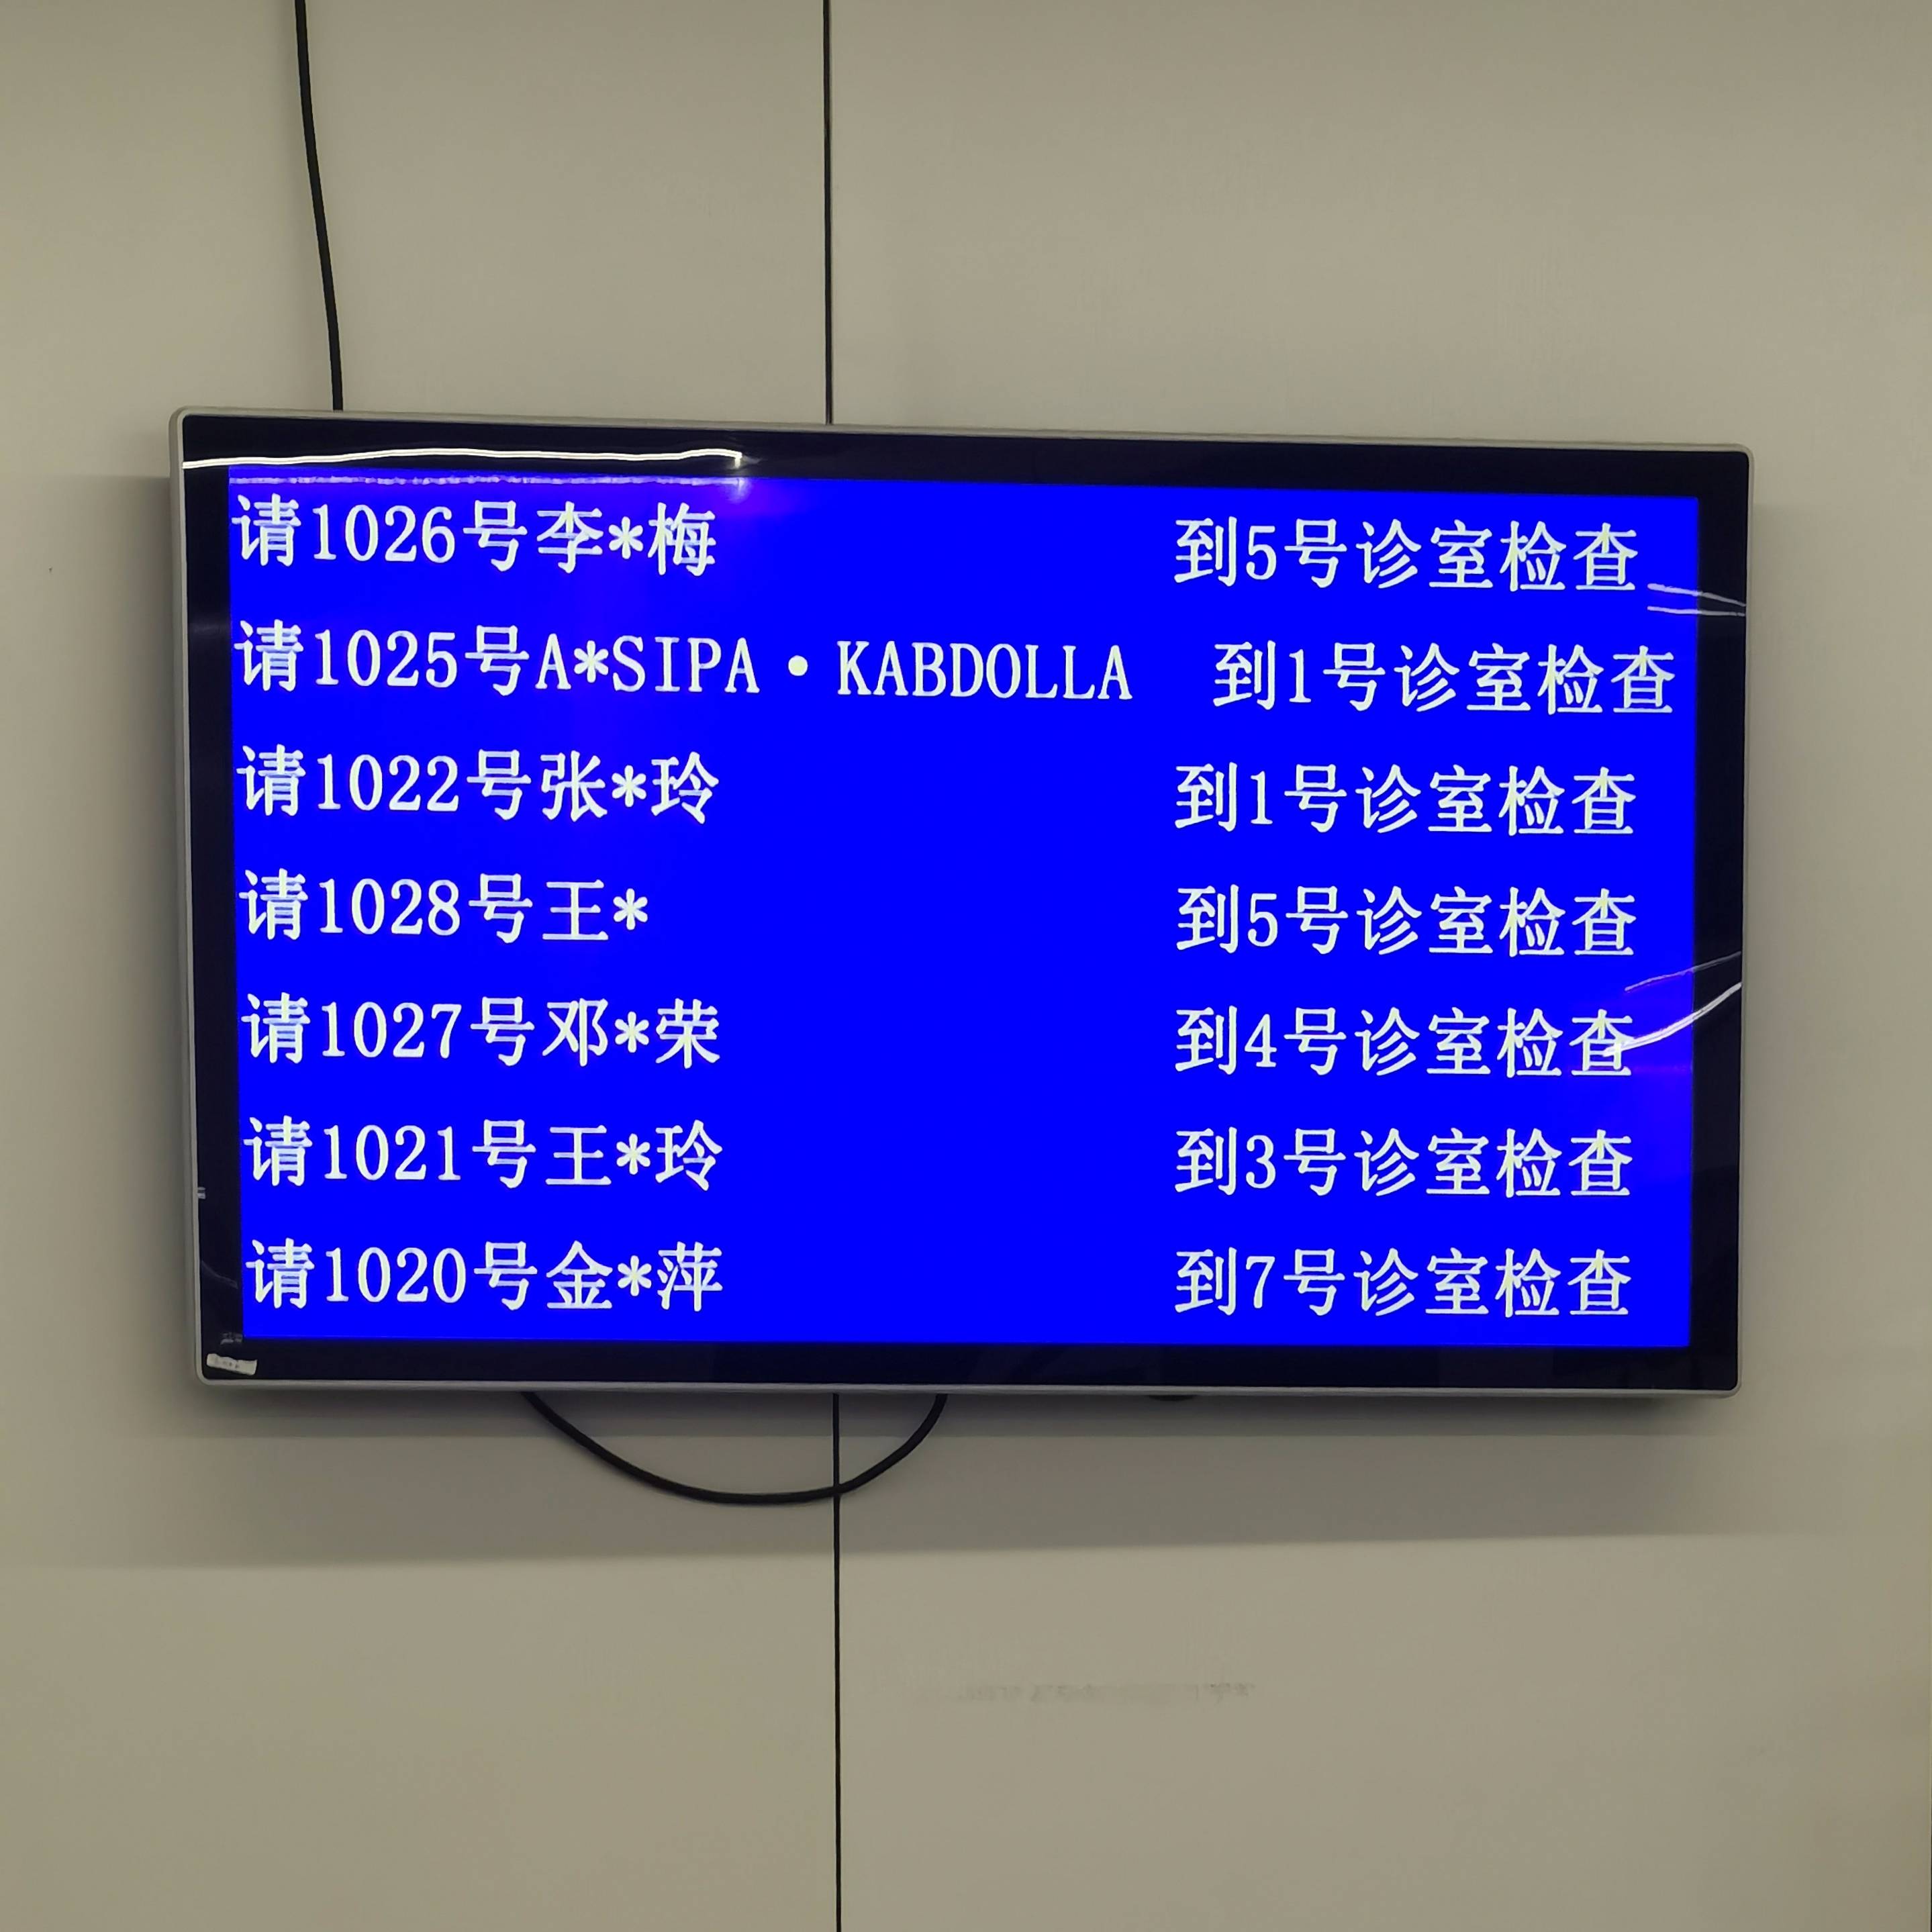 请1026号李*梅 到5号诊室检查
请1025号A*SIPA·KABDOLLA 到1号诊室检查
请1022号张*玲 到1号诊室检查
请1028号王* 到5号诊室检查
请1027号邓*荣 到4号诊室检查
请1021号王*玲 到3号诊室检查
请1020号金*萍 到7号诊室检查